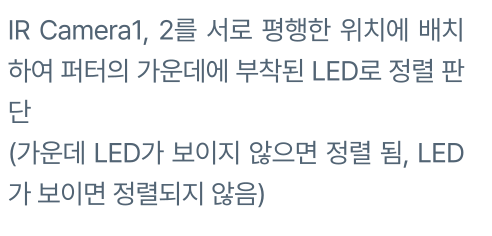 IR Camera1, 2를 서로 평행한 위치에 배치
하여 퍼터의 가운데에 부착된 LED로 정렬 판
단
(가운데 LED가 보이지 않으면 정렬 됨, LED
가 보이면 정렬되지 않음)